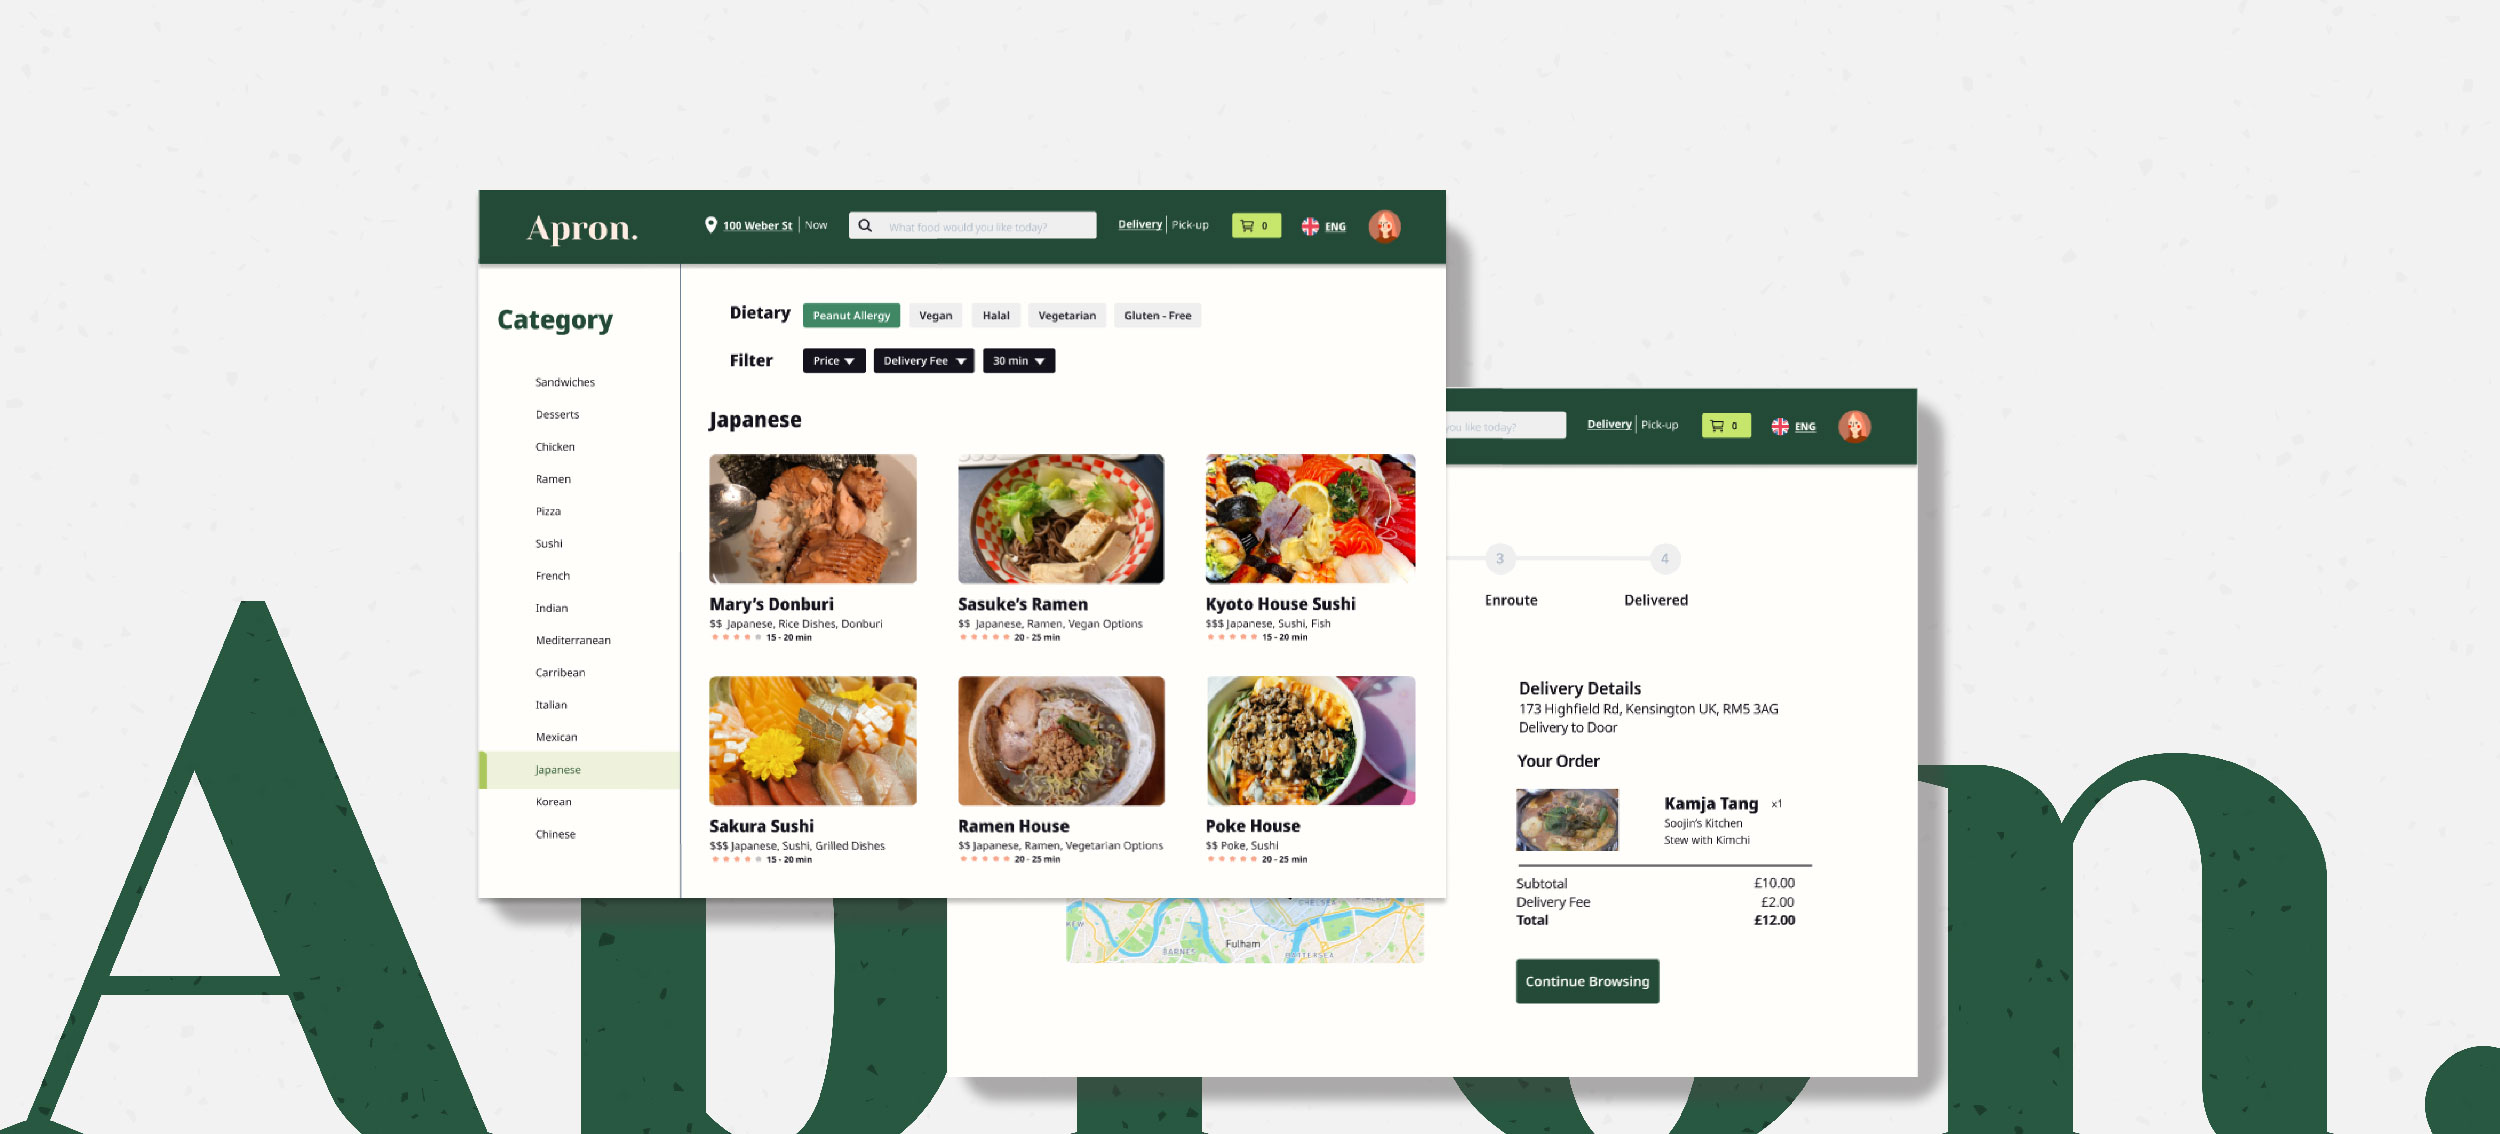 Apron.
100 Weber St | Now
What food would you like today?
Delivery | Pick-up
0
ENG
Category
Sandwiches
Desserts
Chicken
Ramen
Pizza
Sushi
French
Indian
Mediterranean
Carribean
Italian
Mexican
Japanese
Korean
Chinese
Dietary
Peanut Allergy
Vegan
Halal
Vegetarian
Gluten - Free
Filter
Price
Delivery Fee
30 min
Japanese
Mary's Donburi
$$ Japanese, Rice Dishes, Donburi
15 - 20 min
Sasuke's Ramen
$$ Japanese, Ramen, Vegan Options
20 - 25 min
Kyoto House Sushi
$$$ Japanese, Sushi, Fish
15 - 20 min
Sakura Sushi
$$$ Japanese, Sushi, Grilled Dishes
15 - 20 min
Ramen House
$$ Japanese, Ramen, Vegetarian Options
20 - 25 min
Poke House
$$ Poke, Sushi
20 - 25 min
you like today?
Delivery | Pick-up
0
ENG
3
4
Enroute
Delivered
Delivery Details
173 Highfield Rd, Kensington UK, RM5 3AG
Delivery to Door
Your Order
Kamja Tang x1
Soojin's Kitchen
Stew with Kimchi
Subtotal £10.00
Delivery Fee £2.00
Total £12.00
Continue Browsing
CHELSEA
KEW
Fulham
BARNES
BATTERSEA
Apron.